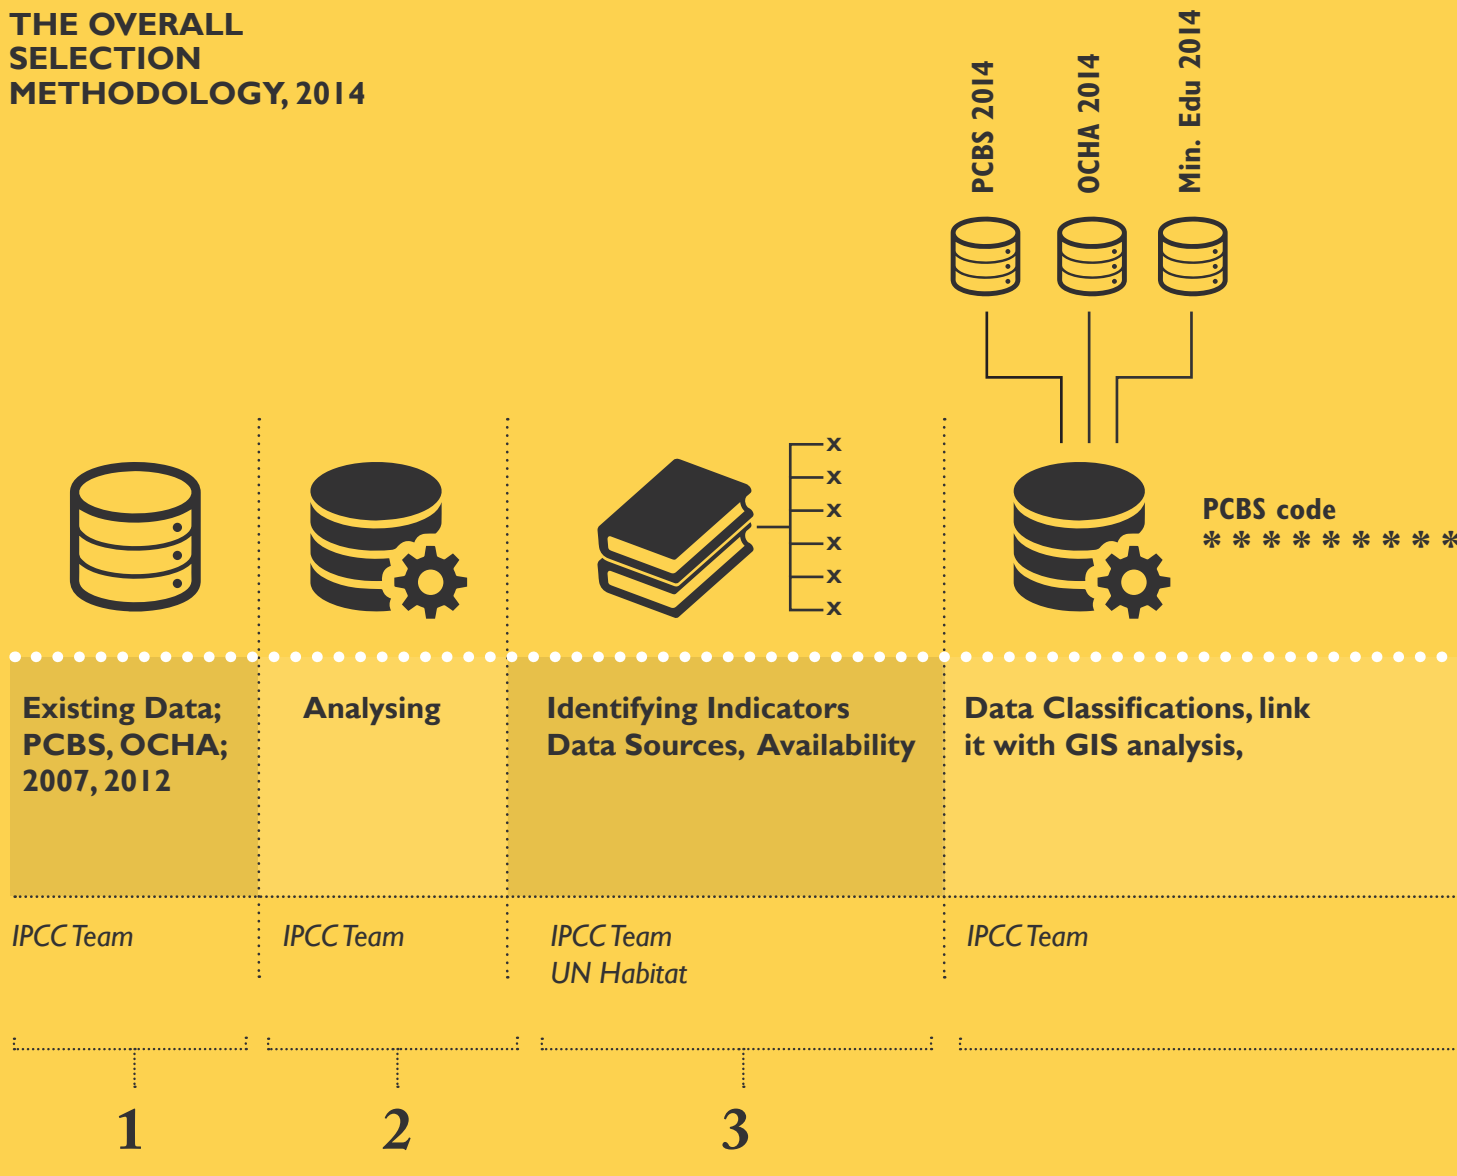 THE OVERALL
SELECTION
METHODOLOGY, 2014
PCBS 2014
OCHA 2014
Min. Edu 2014
x
x
x
x
x
x
PCBS code
* * * * * * * * *
Existing Data;
PCBS, OCHA;
2007, 2012
Analysing
Identifying Indicators
Data Sources, Availability
Data Classifications, link
it with GIS analysis,
IPCC Team
IPCC Team
IPCC Team
UN Habitat
IPCC Team
1
2
3